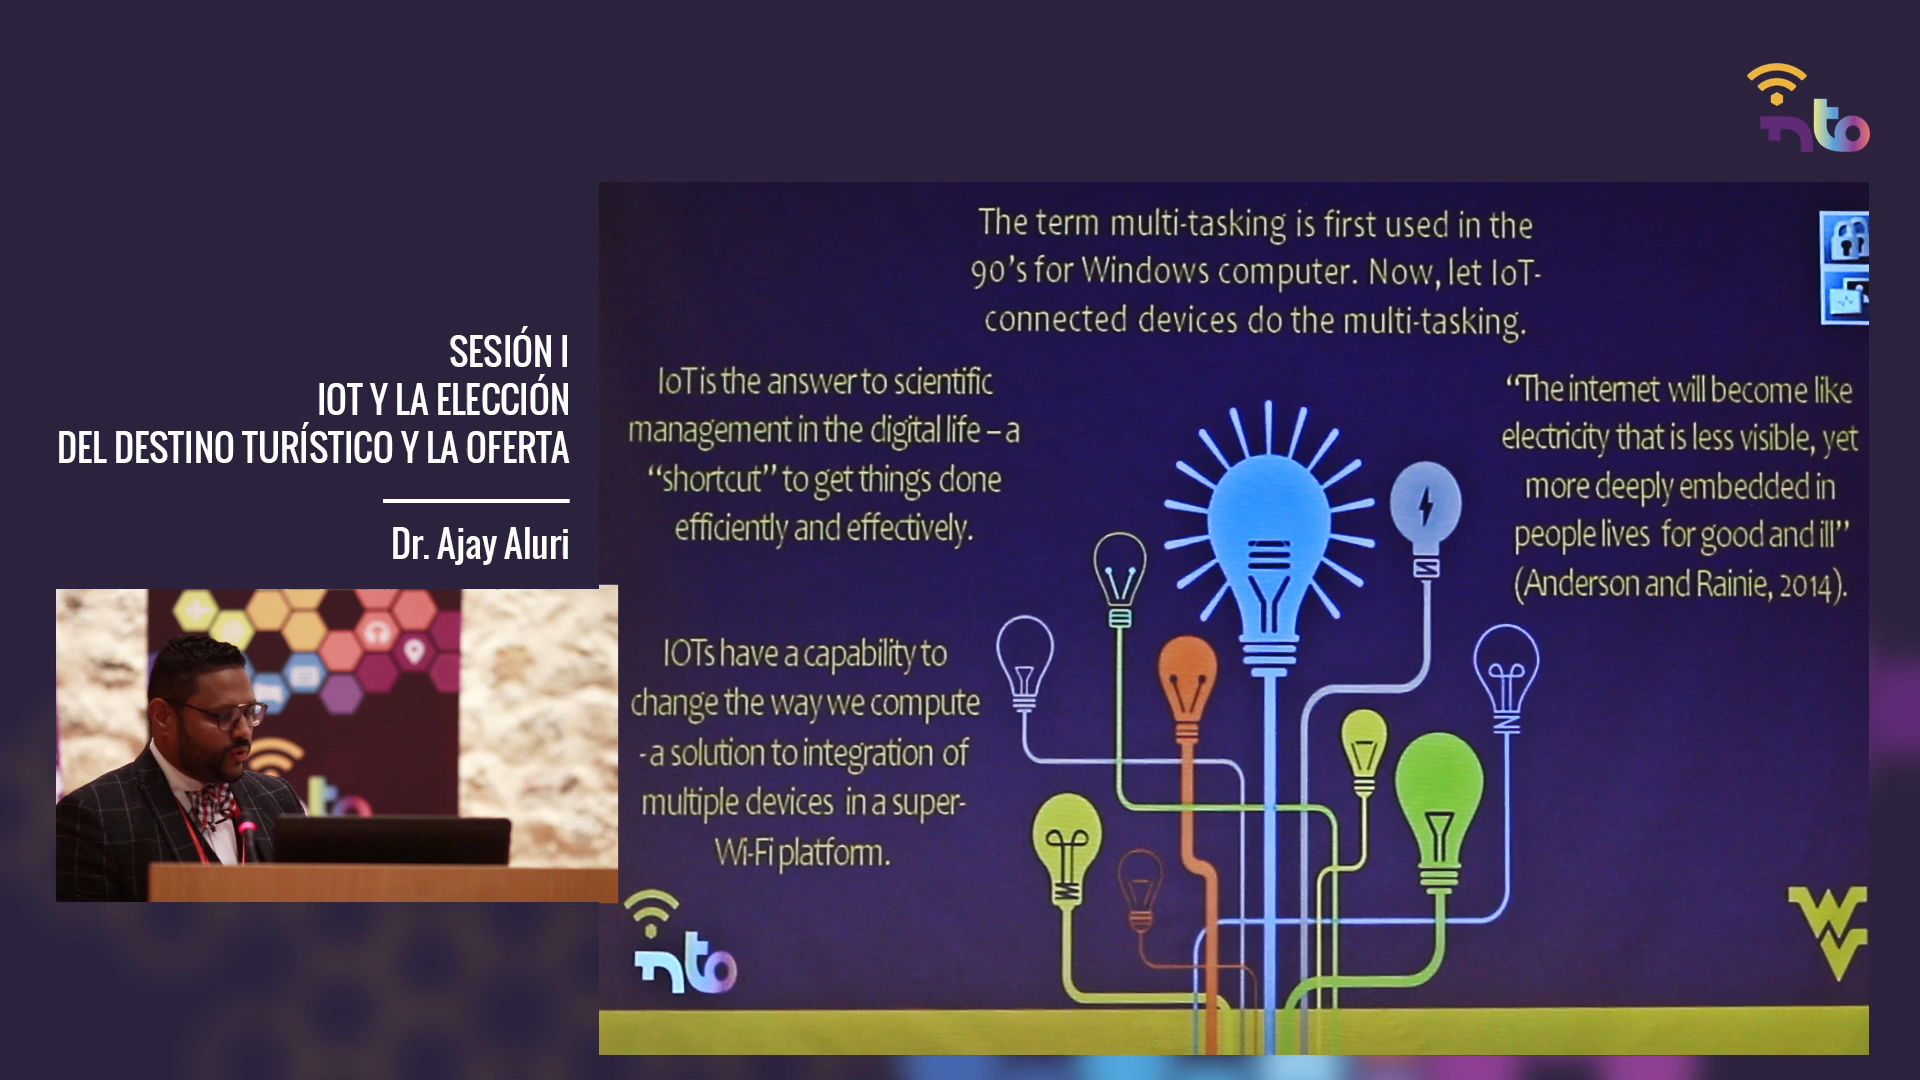 nto
SESIÓN I
IOT Y LA ELECCIÓN
DEL DESTINO TURÍSTICO Y LA OFERTA
Dr. Ajay Aluri
The term multi-tasking is first used in the
90's for Windows computer. Now, let IoT-
connected devices do the multi-tasking.
IoT is the answer to scientific
management in the digital life – a
“shortcut” to get things done
efficiently and effectively.
IOTs have a capability to
change the way we compute
- a solution to integration of
multiple devices in a super-
Wi-Fi platform.
“The internet will become like
electricity that is less visible, yet
more deeply embedded in
people lives for good and ill”
(Anderson and Rainie, 2014).
nto
WV
to